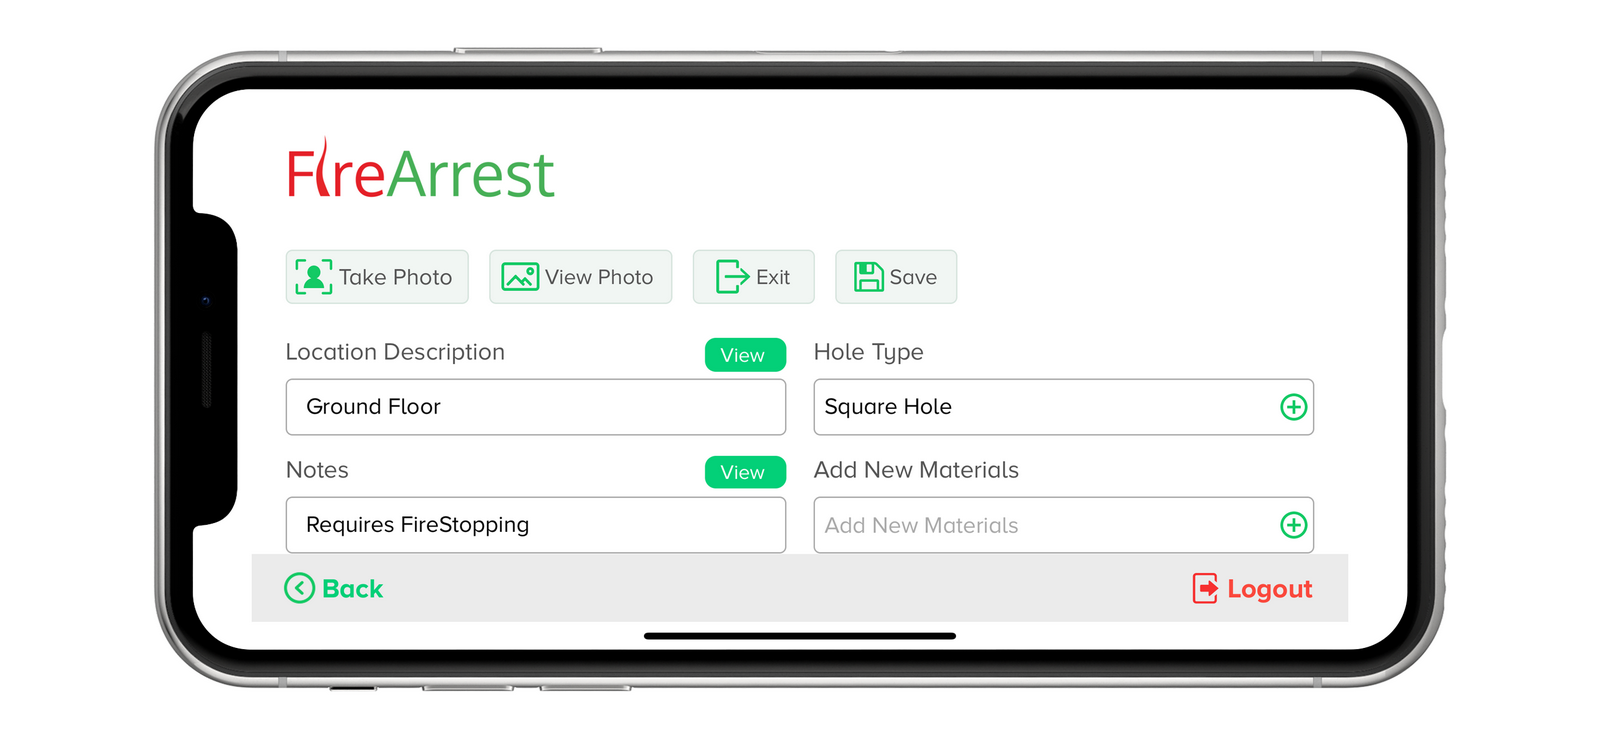 FireArrest
Take Photo View Photo Exit Save
Location Description View Hole Type
Ground Floor Square Hole
Notes View Add New Materials
Requires FireStopping Add New Materials
Back Logout